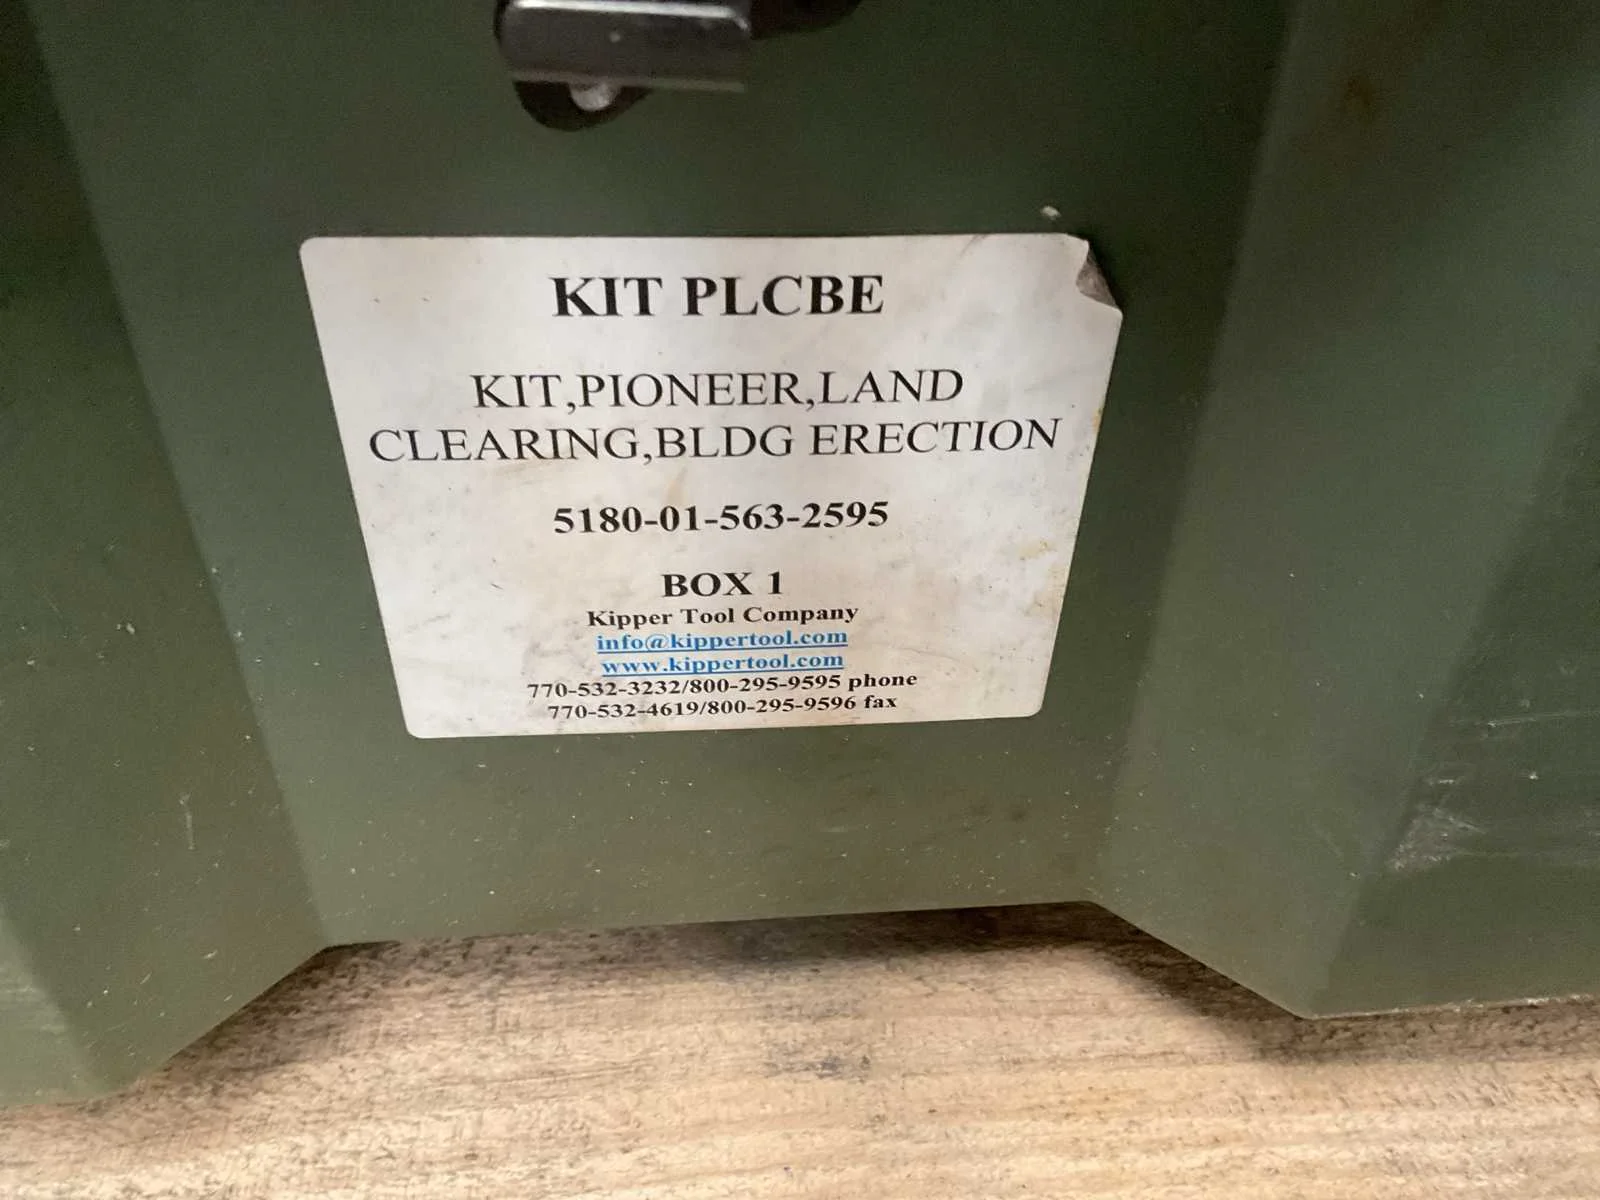 KIT PLCBE
KIT,PIONEER,LAND
CLEARING,BLDG ERECTION
5180-01-563-2595
BOX 1
Kipper Tool Company
info@kippertool.com
www.kippertool.com
770-532-3232/800-295-9595 phone
770-532-4619/800-295-9596 fax